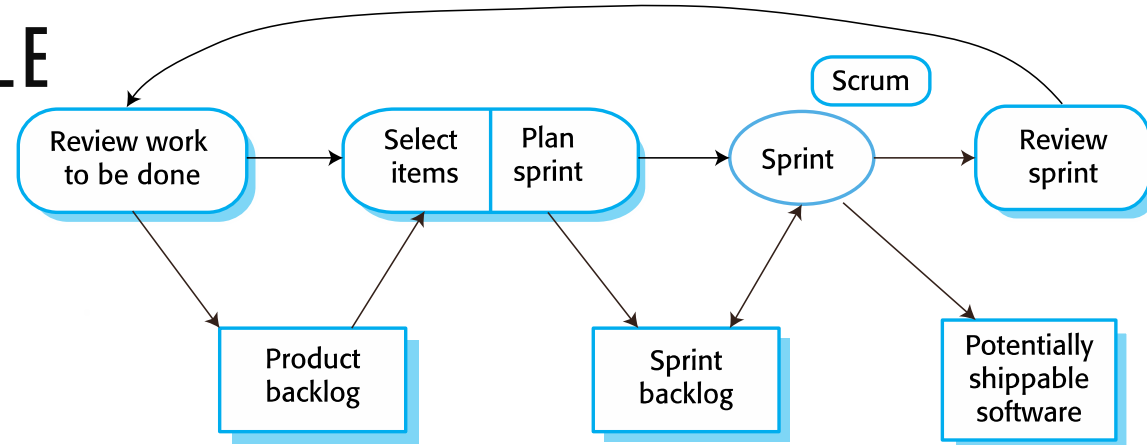 LE
Scrum
Review work
to be done
Select
items
Plan
sprint
Sprint
Review
sprint
Product
backlog
Sprint
backlog
Potentially
shippable
software